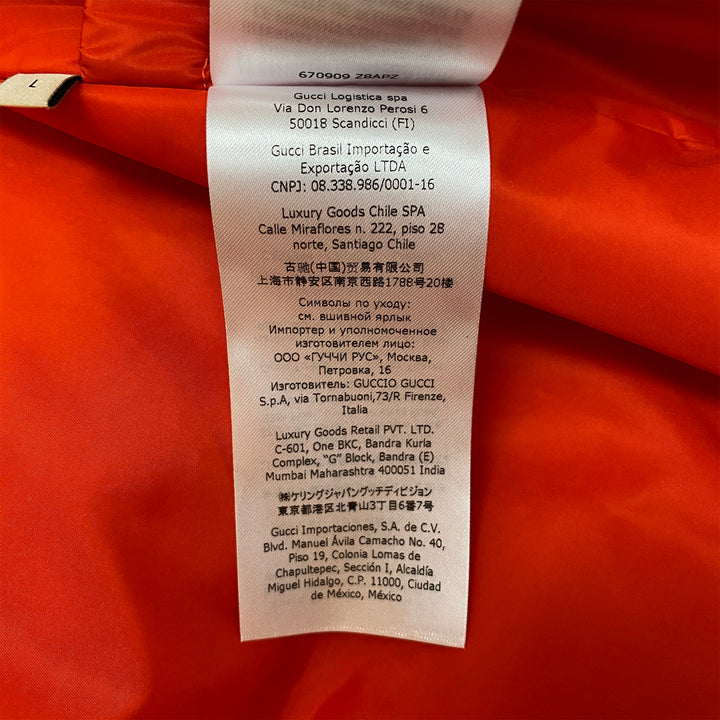 L
670909 Z8APZ
Gucci Logistica spa
Via Don Lorenzo Perosi 6
50018 Scandicci (FI)
Gucci Brasil Importação e
Exportação LTDA
CNPJ: 08.338.986/0001-16
Luxury Goods Chile SPA
Calle Miraflores n. 222, piso 28
norte, Santiago Chile
古驰(中国)贸易有限公司
上海市静安区南京西路1788号20楼
Символы по уходу:
см. вшивной ярлык
Импортер и уполномоченное
изготовителем лицо:
ООО «ГУЧЧИ РУС», Москва,
Петровка, 16
Изготовитель: GUCCIO GUCCI
S.p.A, via Tornabuoni,73/R Firenze,
Italia
Luxury Goods Retail PVT. LTD.
C-601, One BKC, Bandra Kurla
Complex, “G” Block, Bandra (E)
Mumbai Maharashtra 400051 India
㈱ケリングジャパングッチディビジョン
東京都港区北青山3丁目6番7号
Gucci Importaciones, S.A. de C.V.
Blvd. Manuel Ávila Camacho No. 40,
Piso 19, Colonia Lomas de
Chapultepec, Sección I, Alcaldía
Miguel Hidalgo, C.P. 11000, Ciudad
de México, México